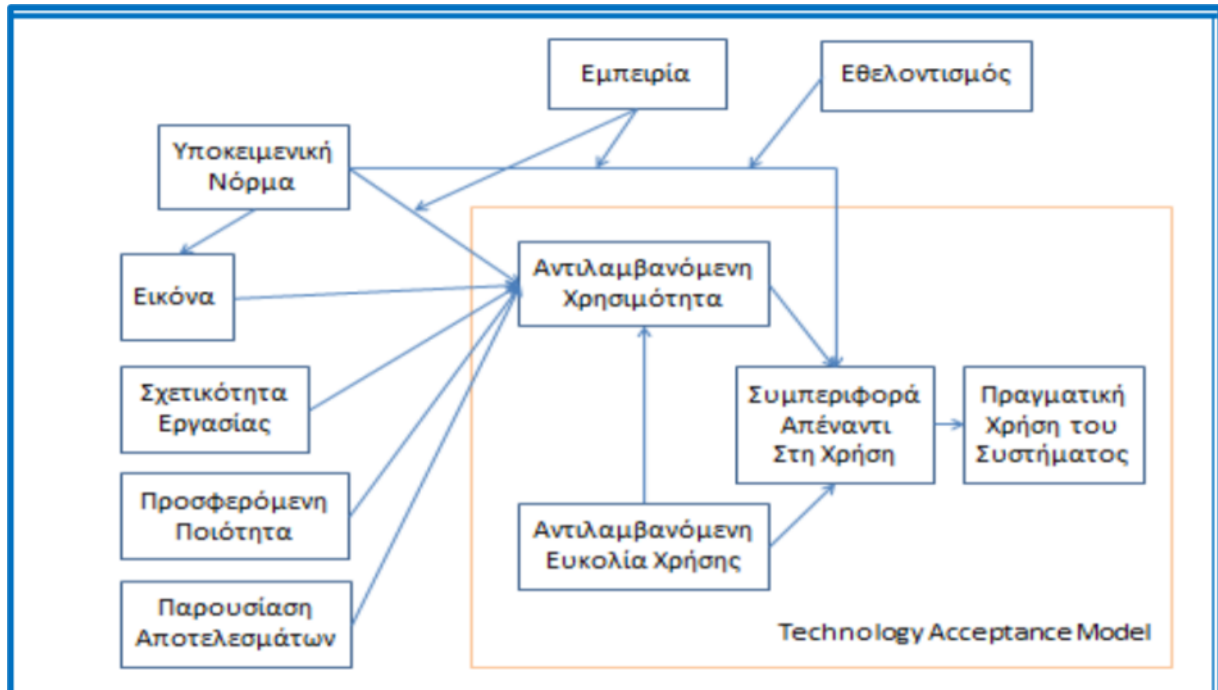 Εμπειρία
Εθελοντισμός
Υποκειμενική
Νόρμα
Αντιλαμβανόμενη
Χρησιμότητα
Εικόνα
Σχετικότητα
Εργασίας
Συμπεριφορά
Απέναντι
Στη Χρήση
Πραγματική
Χρήση του
Συστήματος
Προσφερόμενη
Ποιότητα
Αντιλαμβανόμενη
Ευκολία Χρήσης
Παρουσίαση
Αποτελεσμάτων
Technology Acceptance Model